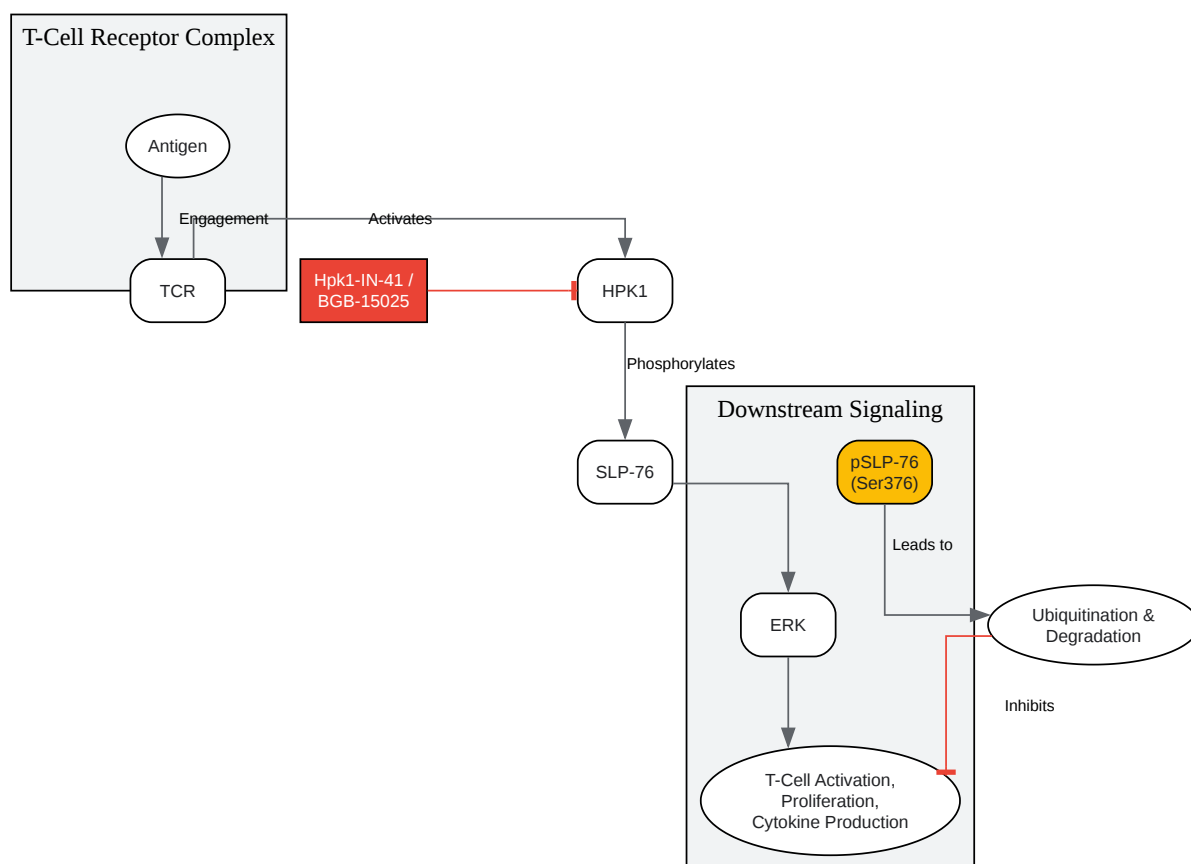 T-Cell Receptor Complex
Antigen
Engagement
Activates
TCR
Hpk1-IN-41 /
BGB-15025
HPK1
Phosphorylates
Downstream Signaling
SLP-76
pSLP-76
(Ser376)
Leads to
ERK
Ubiquitination &
Degradation
Inhibits
T-Cell Activation,
Proliferation,
Cytokine Production